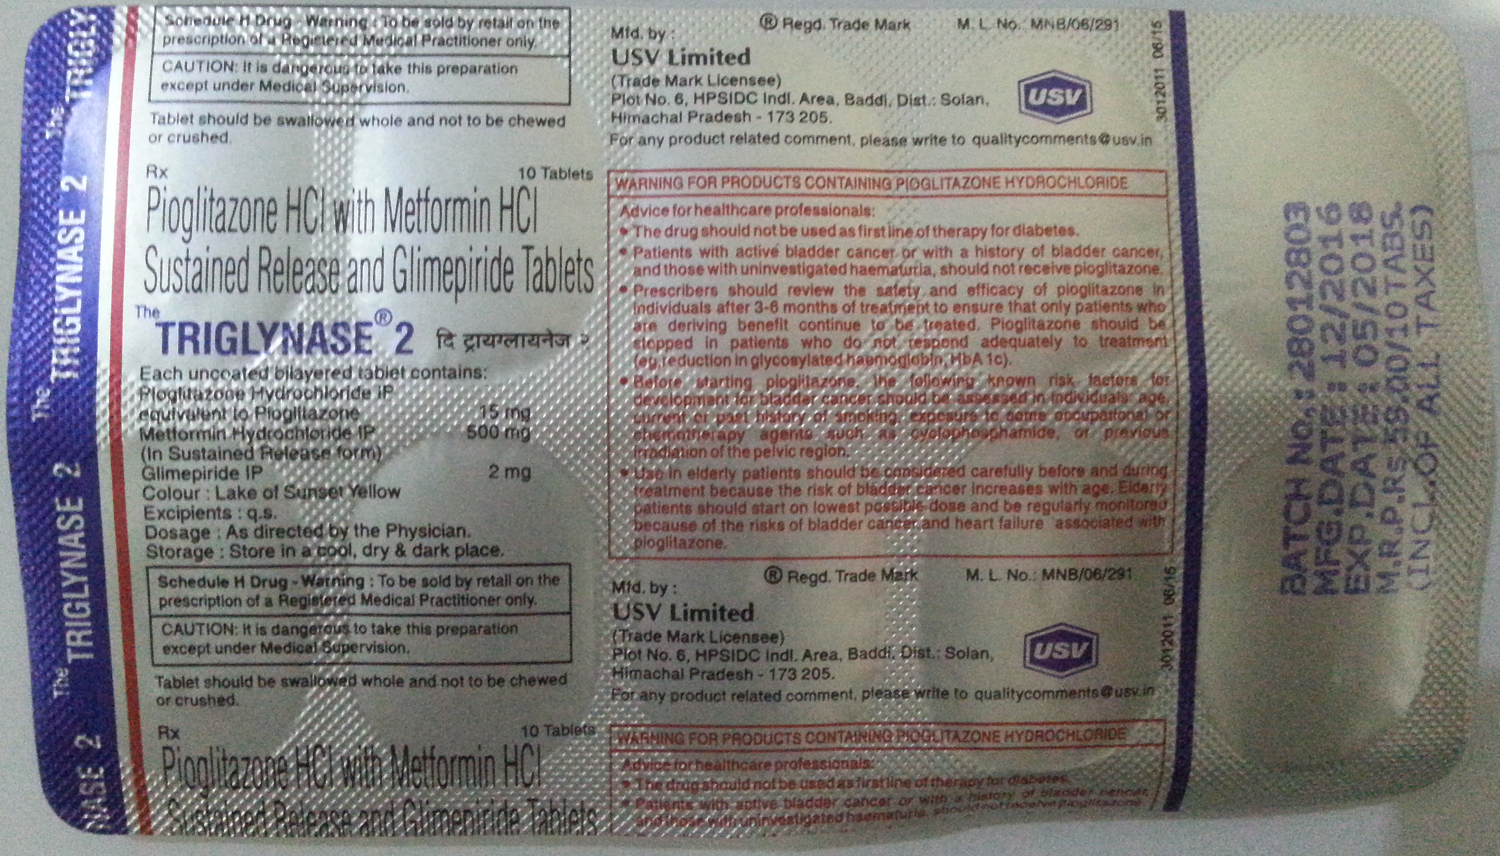 The TRIGLY
The TRIGLYNASE 2
The TRIGLYNASE 2
NASE 2
Schedule H Drug - Warning : To be sold by retail on the
prescription of a Registered Medical Practitioner only.
CAUTION: It is dangerous to take this preparation
except under Medical Supervision.
Tablet should be swallowed whole and not to be chewed
or crushed.
Rx 10 Tablets
Pioglitazone HCl with Metformin HCl
Sustained Release and Glimepiride Tablets
The
TRIGLYNASE® 2 दि ट्रायग्लायनेज २
Each uncoated bilayered tablet contains:
Pioglitazone Hydrochloride IP
equivalent to Pioglitazone 15 mg
Metformin Hydrochloride IP 500 mg
(In Sustained Release form)
Glimepiride IP 2 mg
Colour : Lake of Sunset Yellow
Excipients : q.s.
Dosage : As directed by the Physician.
Storage : Store in a cool, dry & dark place.
Schedule H Drug - Warning : To be sold by retail on the
prescription of a Registered Medical Practitioner only.
CAUTION: It is dangerous to take this preparation
except under Medical Supervision.
Tablet should be swallowed whole and not to be chewed
or crushed.
Rx 10 Tablets
Pioglitazone HCl with Metformin HCl
Sustained Release and Glimepiride Tablets
® Regd. Trade Mark M. L. No. MNB/06/291
Mfd. by :
USV Limited
(Trade Mark Licensee)
Plot No. 6, HPSIDC Indl. Area, Baddi, Dist.: Solan,
Himachal Pradesh - 173 205.
USV
For any product related comment, please write to qualitycomments@usv.in
3012011 06/15
WARNING FOR PRODUCTS CONTAINING PIOGLITAZONE HYDROCHLORIDE
Advice for healthcare professionals:
• The drug should not be used as first line of therapy for diabetes.
• Patients with active bladder cancer or with a history of bladder cancer,
and those with uninvestigated haematuria, should not receive pioglitazone.
• Prescribers should review the safety and efficacy of pioglitazone in
individuals after 3-6 months of treatment to ensure that only patients who
are deriving benefit continue to be treated. Pioglitazone should be
stopped in patients who do not respond adequately to treatment
(eg.reduction in glycosylated haemoglobin, HbA 1c).
• Before starting pioglitazone, the following known risk factors for
development for bladder cancer should be assessed in individuals: age,
current or past history of smoking, exposure to some occupational or
chemotherapy agents such as cyclophosphamide, or previous
irradiation of the pelvic region.
• Use in elderly patients should be considered carefully before and during
treatment because the risk of bladder cancer increases with age. Elderly
patients should start on lowest possible dose and be regularly monitored
because of the risks of bladder cancer and heart failure associated with
pioglitazone.
® Regd. Trade Mark M. L. No.: MNB/06/291
Mfd. by :
USV Limited
(Trade Mark Licensee)
Plot No. 6, HPSIDC Indl. Area, Baddi, Dist.: Solan,
Himachal Pradesh - 173 205.
USV
For any product related comment, please write to qualitycomments@usv.in
3012011 06/15
WARNING FOR PRODUCTS CONTAINING PIOGLITAZONE HYDROCHLORIDE
Advice for healthcare professionals:
• The drug should not be used as first line of therapy for diabetes.
• Patients with active bladder cancer or with a history of bladder cancer,
and those with uninvestigated haematuria, should not receive pioglitazone.
BATCH No.: 28012803
MFG.DATE : 12/2016
EXP.DATE : 05/2018
M.R.P.Rs 59.00/10TABS.
(INCL.OF ALL TAXES)